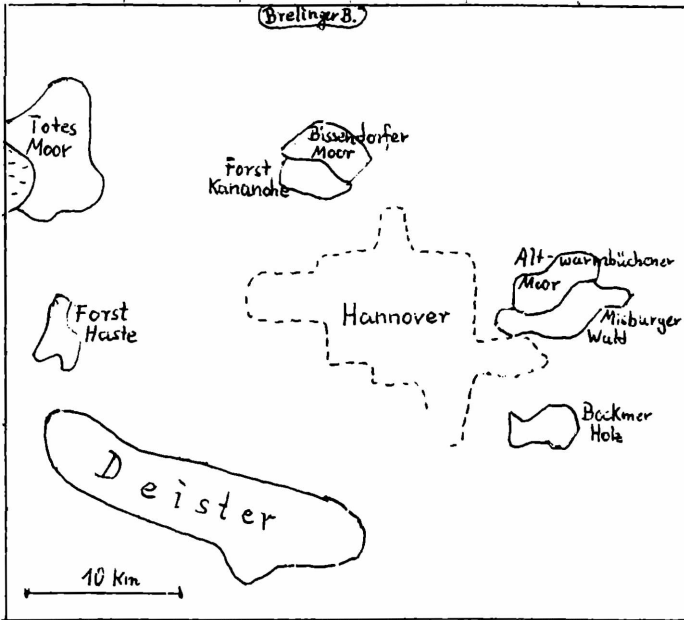 Brelinger B.
Totes
Moor
Bissendorfer
Moor
Forst
Kananohe
Alt-warmbüchener
Moor
Misburger
Wald
Hannover
Forst
Haste
Bockmer
Holz
Deister
10 Km